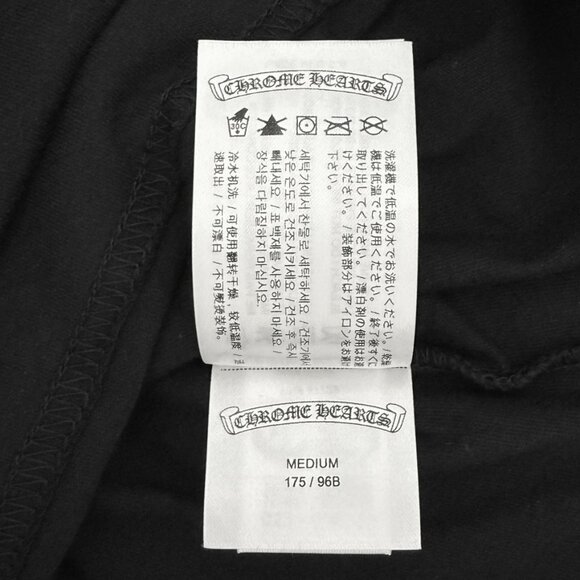 CHROME HEARTS
30C
洗濯機で低温の水でお洗いください。/乾燥
機は低温でご使用ください。/終了後すぐに
取り出してください。/漂白剤の使用はお避
けください。/装飾部分はアイロンをお避
下さい。
세탁기에서 찬물로 세탁하세요 / 건조기에서
낮은 온도로 건조시키세요 / 건조 후 즉시
빼내세요 / 표백제를 사용하지 마세요 /
장식을 다림질하지 마십시오.
冷水机洗 / 可使用翻转干燥，较低温度 /
速取出 / 不可漂白 / 不可熨烫装饰。
CHROME HEARTS
MEDIUM
175 / 96B